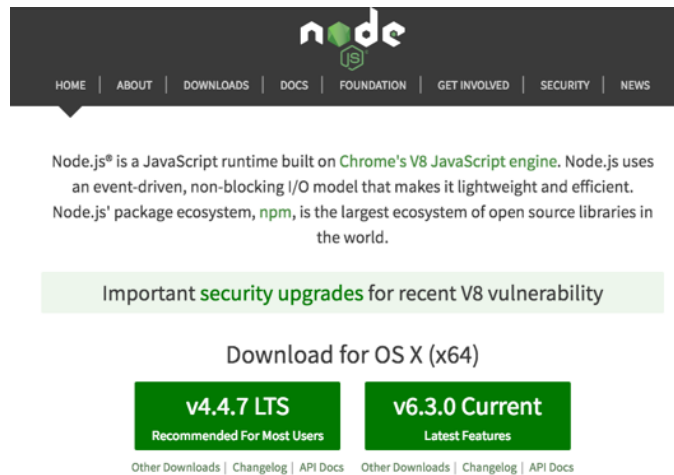 node
JS
HOME | ABOUT | DOWNLOADS | DOCS | FOUNDATION | GET INVOLVED | SECURITY | NEWS
Node.js® is a JavaScript runtime built on Chrome's V8 JavaScript engine. Node.js uses
an event-driven, non-blocking I/O model that makes it lightweight and efficient.
Node.js' package ecosystem, npm, is the largest ecosystem of open source libraries in
the world.
Important security upgrades for recent V8 vulnerability
Download for OS X (x64)
v4.4.7 LTS
Recommended For Most Users
v6.3.0 Current
Latest Features
Other Downloads | Changelog | API Docs
Other Downloads | Changelog | API Docs